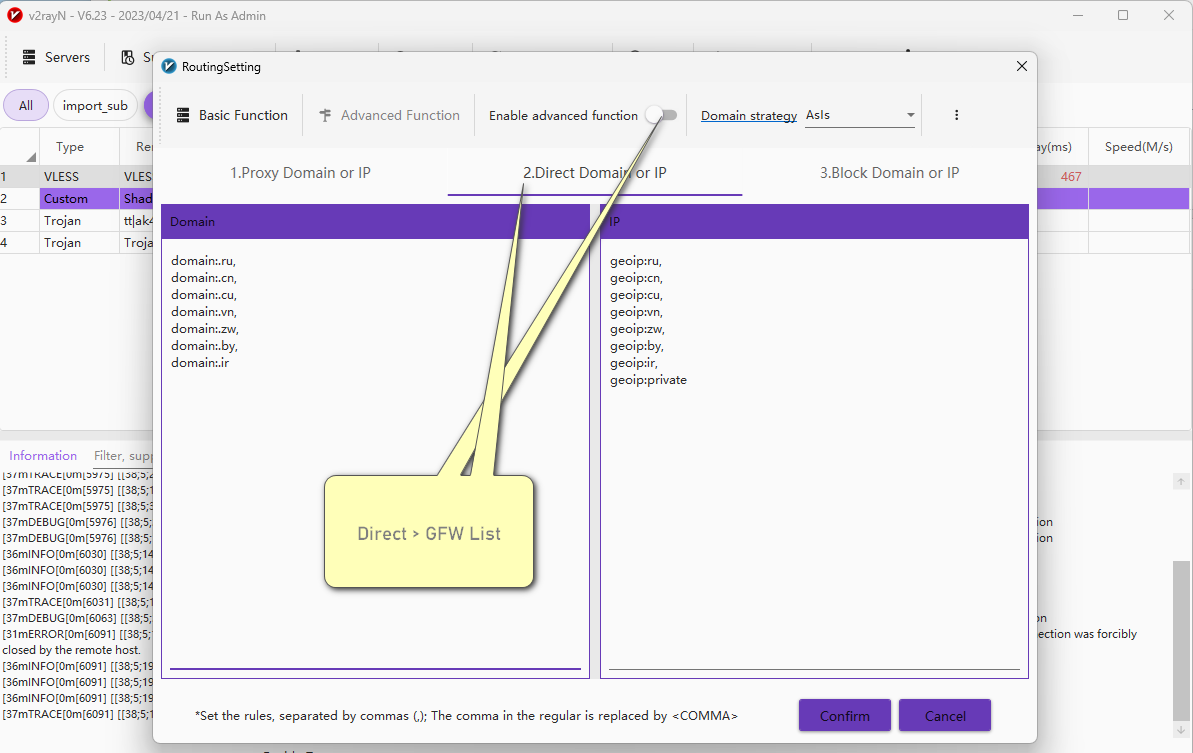 v2rayN - V6.23 - 2023/04/21 - Run As Admin
Servers
RoutingSetting
All
import_sub
Basic Function
Advanced Function
Enable advanced function
Domain strategy
AsIs
Type
ay(ms)
Speed(M/s)
1.Proxy Domain or IP
2.Direct Domain or IP
3.Block Domain or IP
1 VLESS VLES 467
2 Custom Shad
3 Trojan tt|ak4
4 Trojan Troja
Domain
IP
domain:.ru,
domain:.cn,
domain:.cu,
domain:.vn,
domain:.zw,
domain:.by,
domain:.ir
geoip:ru,
geoip:cn,
geoip:cu,
geoip:vn,
geoip:zw,
geoip:by,
geoip:ir,
geoip:private
Direct > GFW List
Information
Filter, supp
[37mTRACE[0m[5975] [[38;5;2
[37mTRACE[0m[5975] [[38;5;1
[37mTRACE[0m[5975] [[38;5;3
[37mDEBUG[0m[5976] [[38;5; ion
[37mDEBUG[0m[5976] [[38;5; ion
[36mINFO[0m[6030] [[38;5;14
[36mINFO[0m[6030] [[38;5;14
[36mINFO[0m[6030] [[38;5;14
[37mTRACE[0m[6031] [[38;5;1
[37mDEBUG[0m[6063] [[38;5; on
[31mERROR[0m[6091] [[38;5;1 ection was forcibly
closed by the remote host.
[36mINFO[0m[6091] [[38;5;19
[36mINFO[0m[6091] [[38;5;19
[36mINFO[0m[6091] [[38;5;19
[37mTRACE[0m[6091] [[38;5;1
*Set the rules, separated by commas (,); The comma in the regular is replaced by <COMMA>
Confirm
Cancel